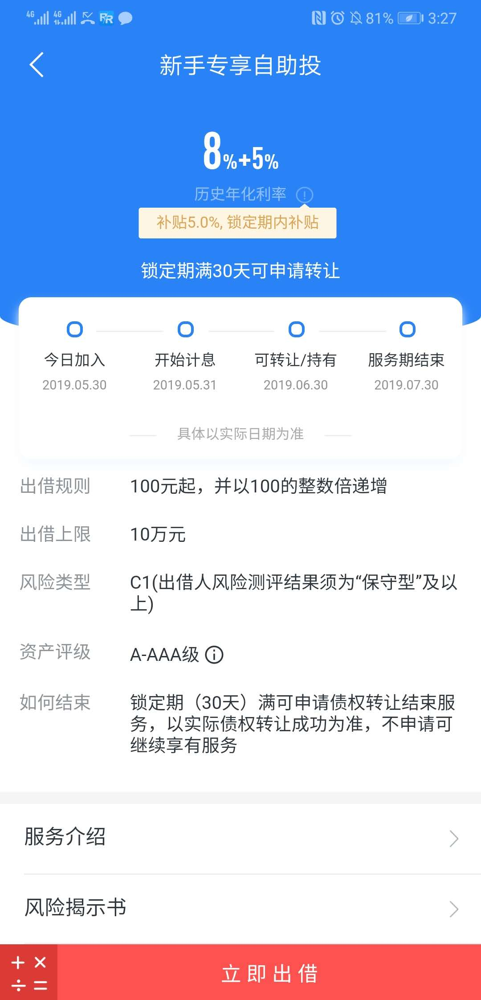 4G 4G 81% 3:27
新手专享自助投
8%+5%
历史年化利率
补贴5.0%, 锁定期内补贴
锁定期满30天可申请转让
今日加入 开始计息 可转让/持有 服务期结束
2019.05.30 2019.05.31 2019.06.30 2019.07.30
具体以实际日期为准
出借规则 100元起，并以100的整数倍递增
出借上限 10万元
风险类型 C1(出借人风险测评结果须为“保守型”及以
上)
资产评级 A-AAA级
如何结束 锁定期（30天）满可申请债权转让结束服
务，以实际债权转让成功为准，不申请可
继续享有服务
服务介绍
风险揭示书
立即出借